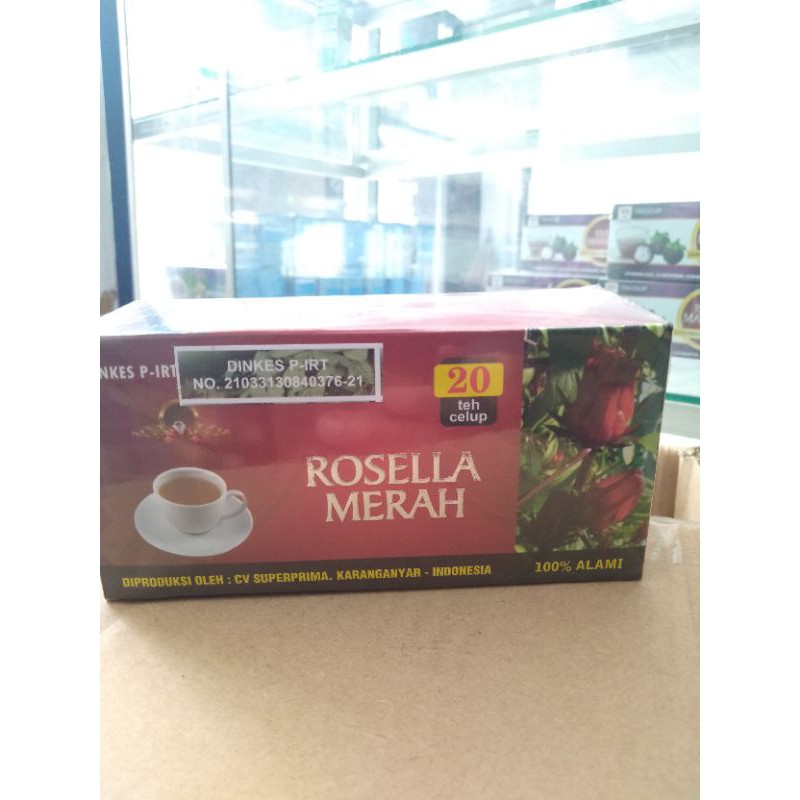 NKES P-IRT
DINKES P-IRT
NO. 21033130840376-21
20
teh
celup
ROSELLA
MERAH
DIPRODUKSI OLEH : CV SUPERPRIMA. KARANGANYAR - INDONESIA
100% ALAMI